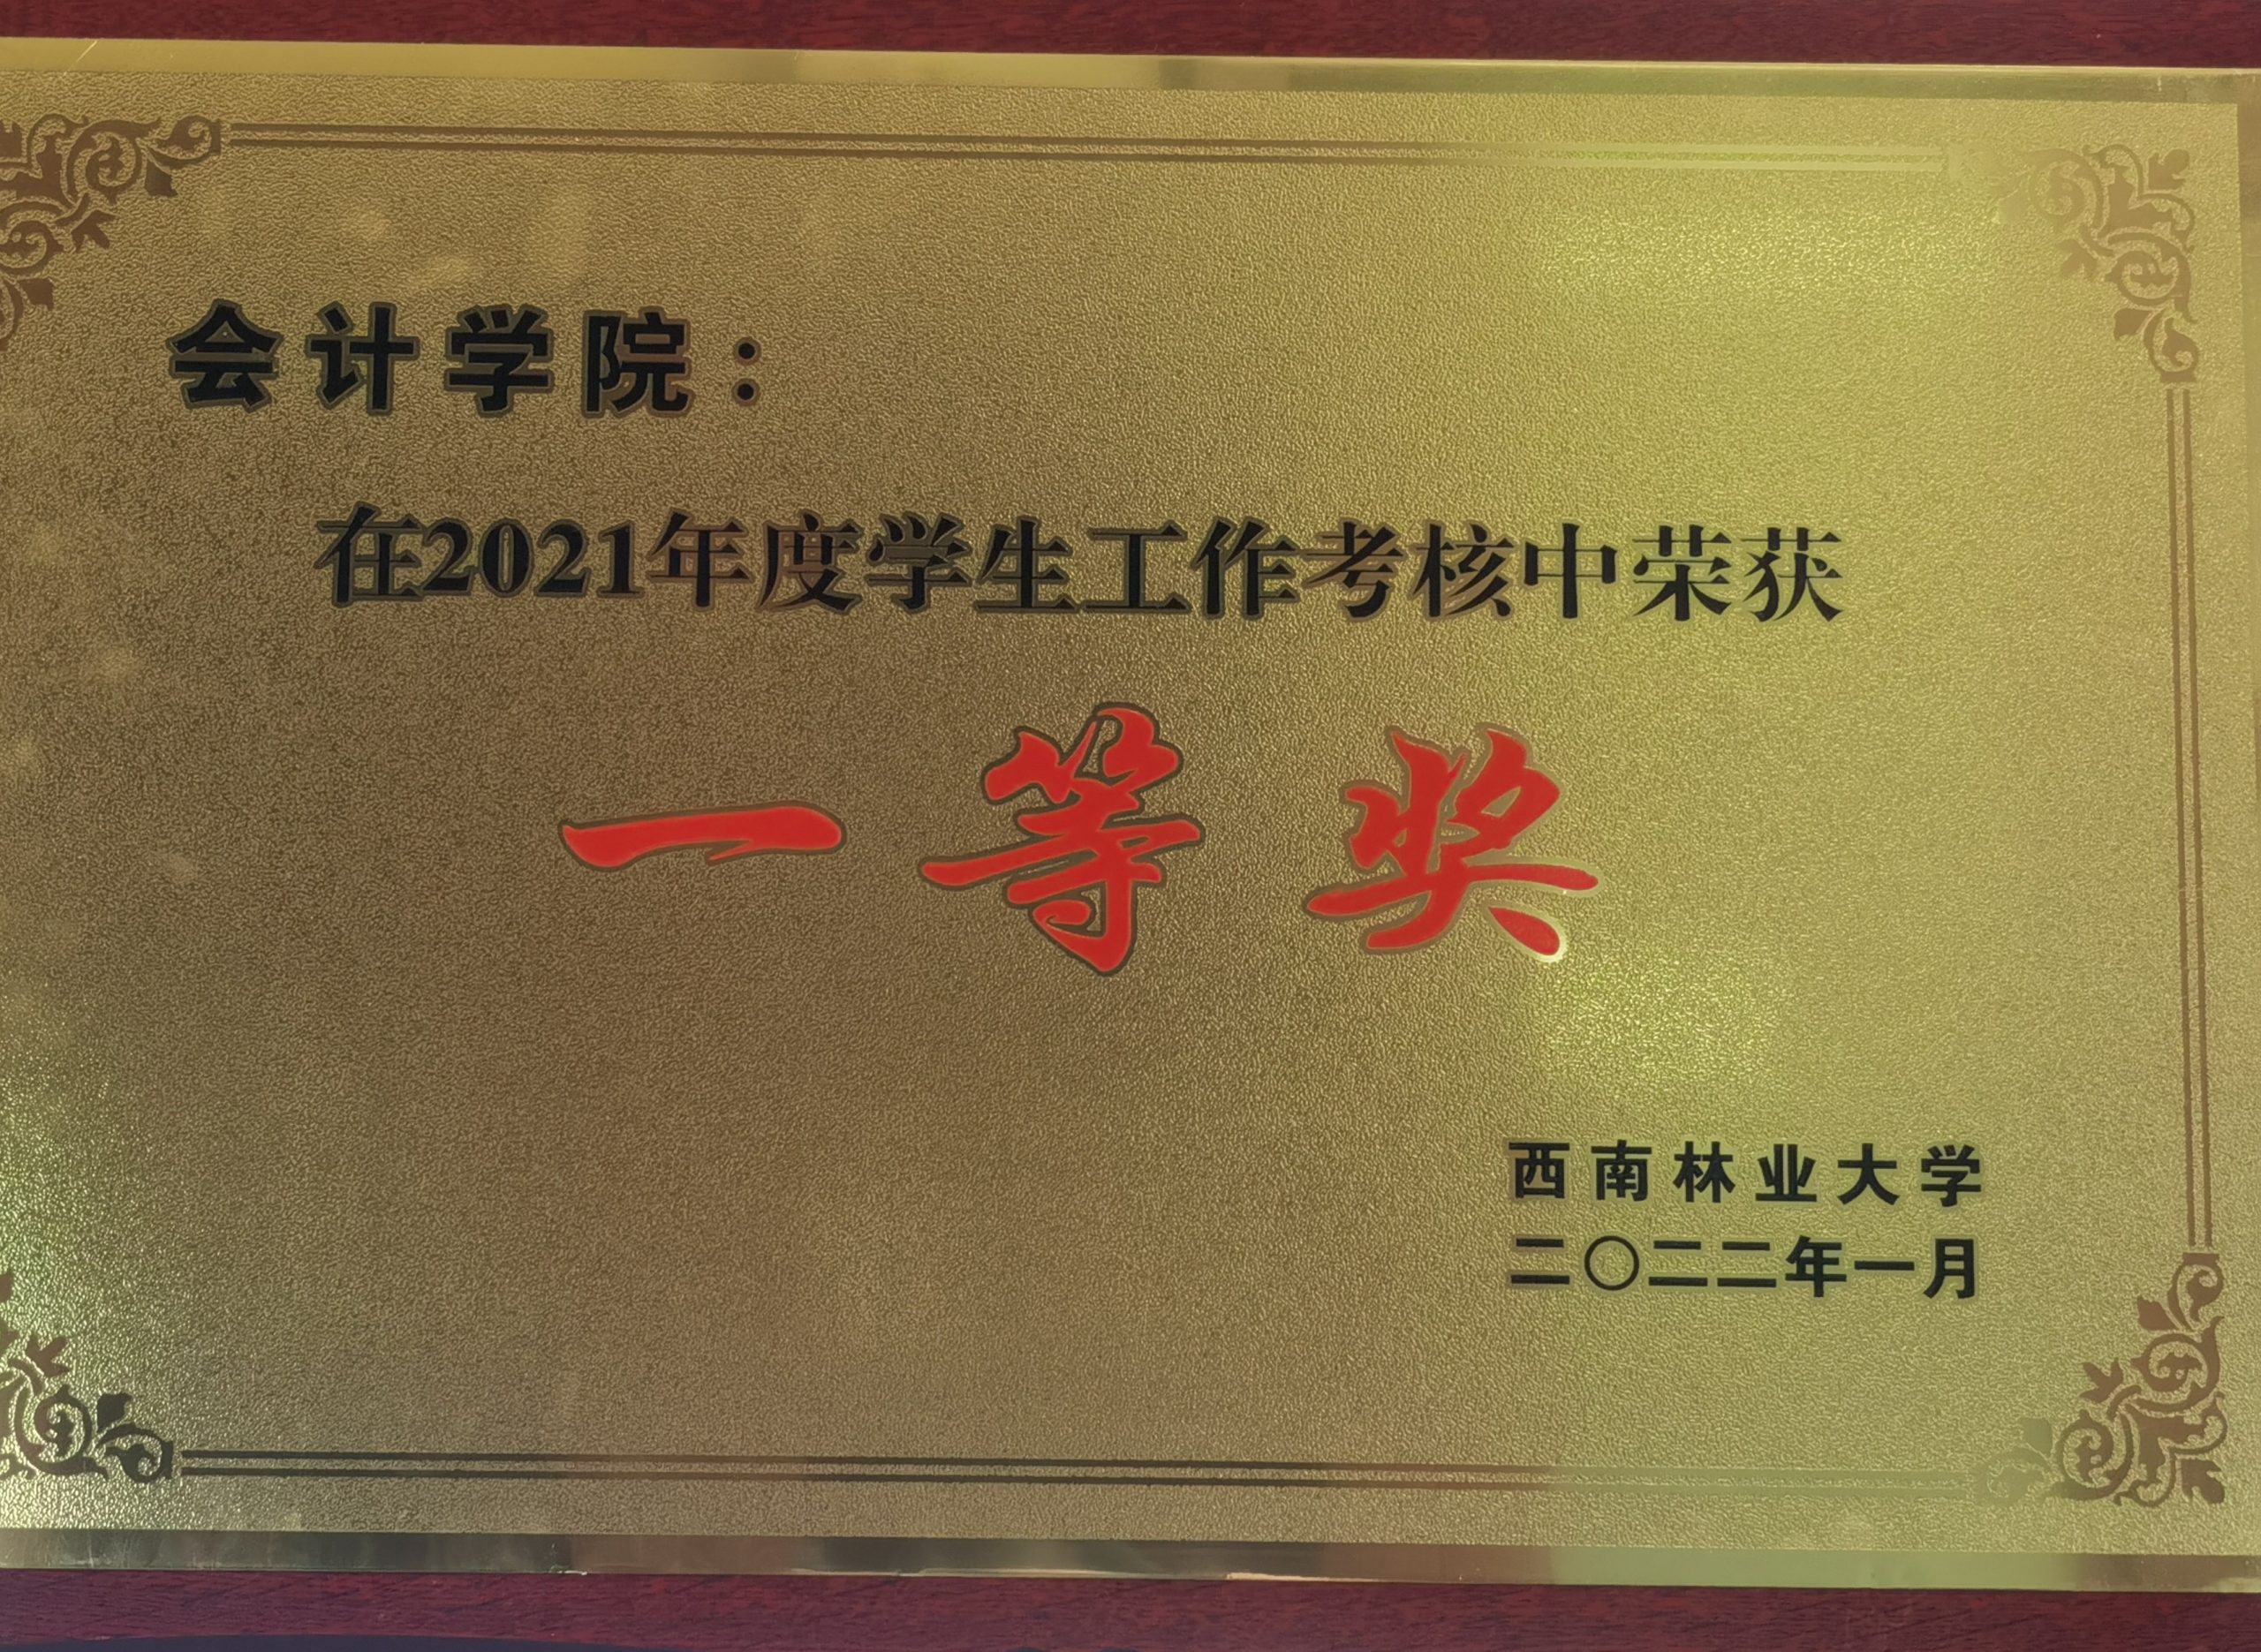 会计学院：
在2021年度学生工作考核中荣获
一等奖
西南林业大学
二〇二二年一月